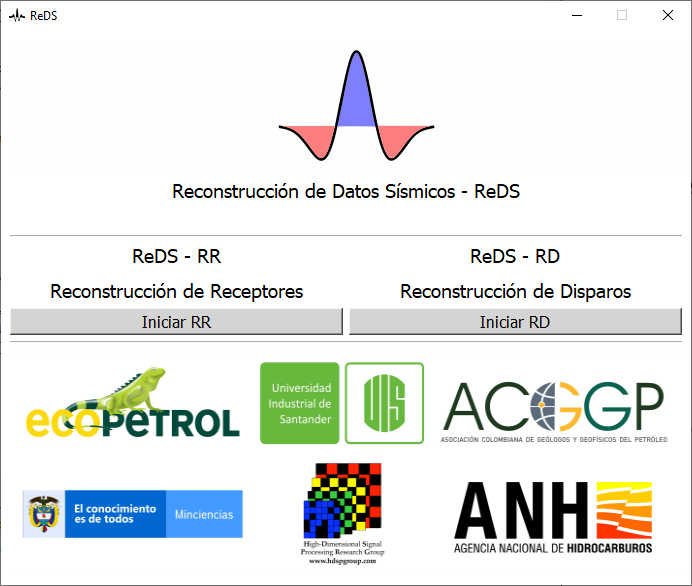 ReDS
Reconstrucción de Datos Sísmicos - ReDS
ReDS - RR
ReDS - RD
Reconstrucción de Receptores
Reconstrucción de Disparos
Iniciar RR
Iniciar RD
ecoPETROL
Universidad
Industrial de
Santander
UIS
ACGGP
ASOCIACIÓN COLOMBIANA DE GEÓLOGOS Y GEOFÍSICOS DEL PETRÓLEO
El conocimiento
es de todos
Minciencias
High-Dimensional Signal
Processing Research Group
www.hdspgroup.com
ANH
AGENCIA NACIONAL DE HIDROCARBUROS